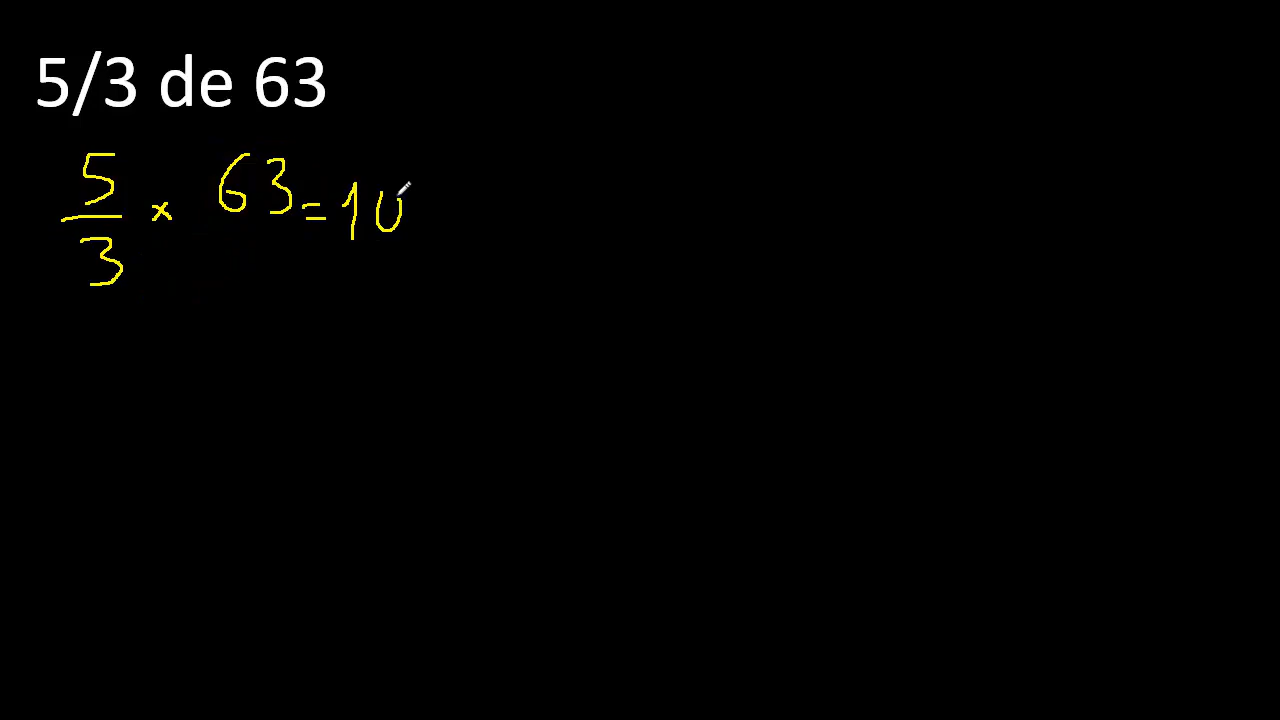 5/3 de 63
5/3 × 63 = 10